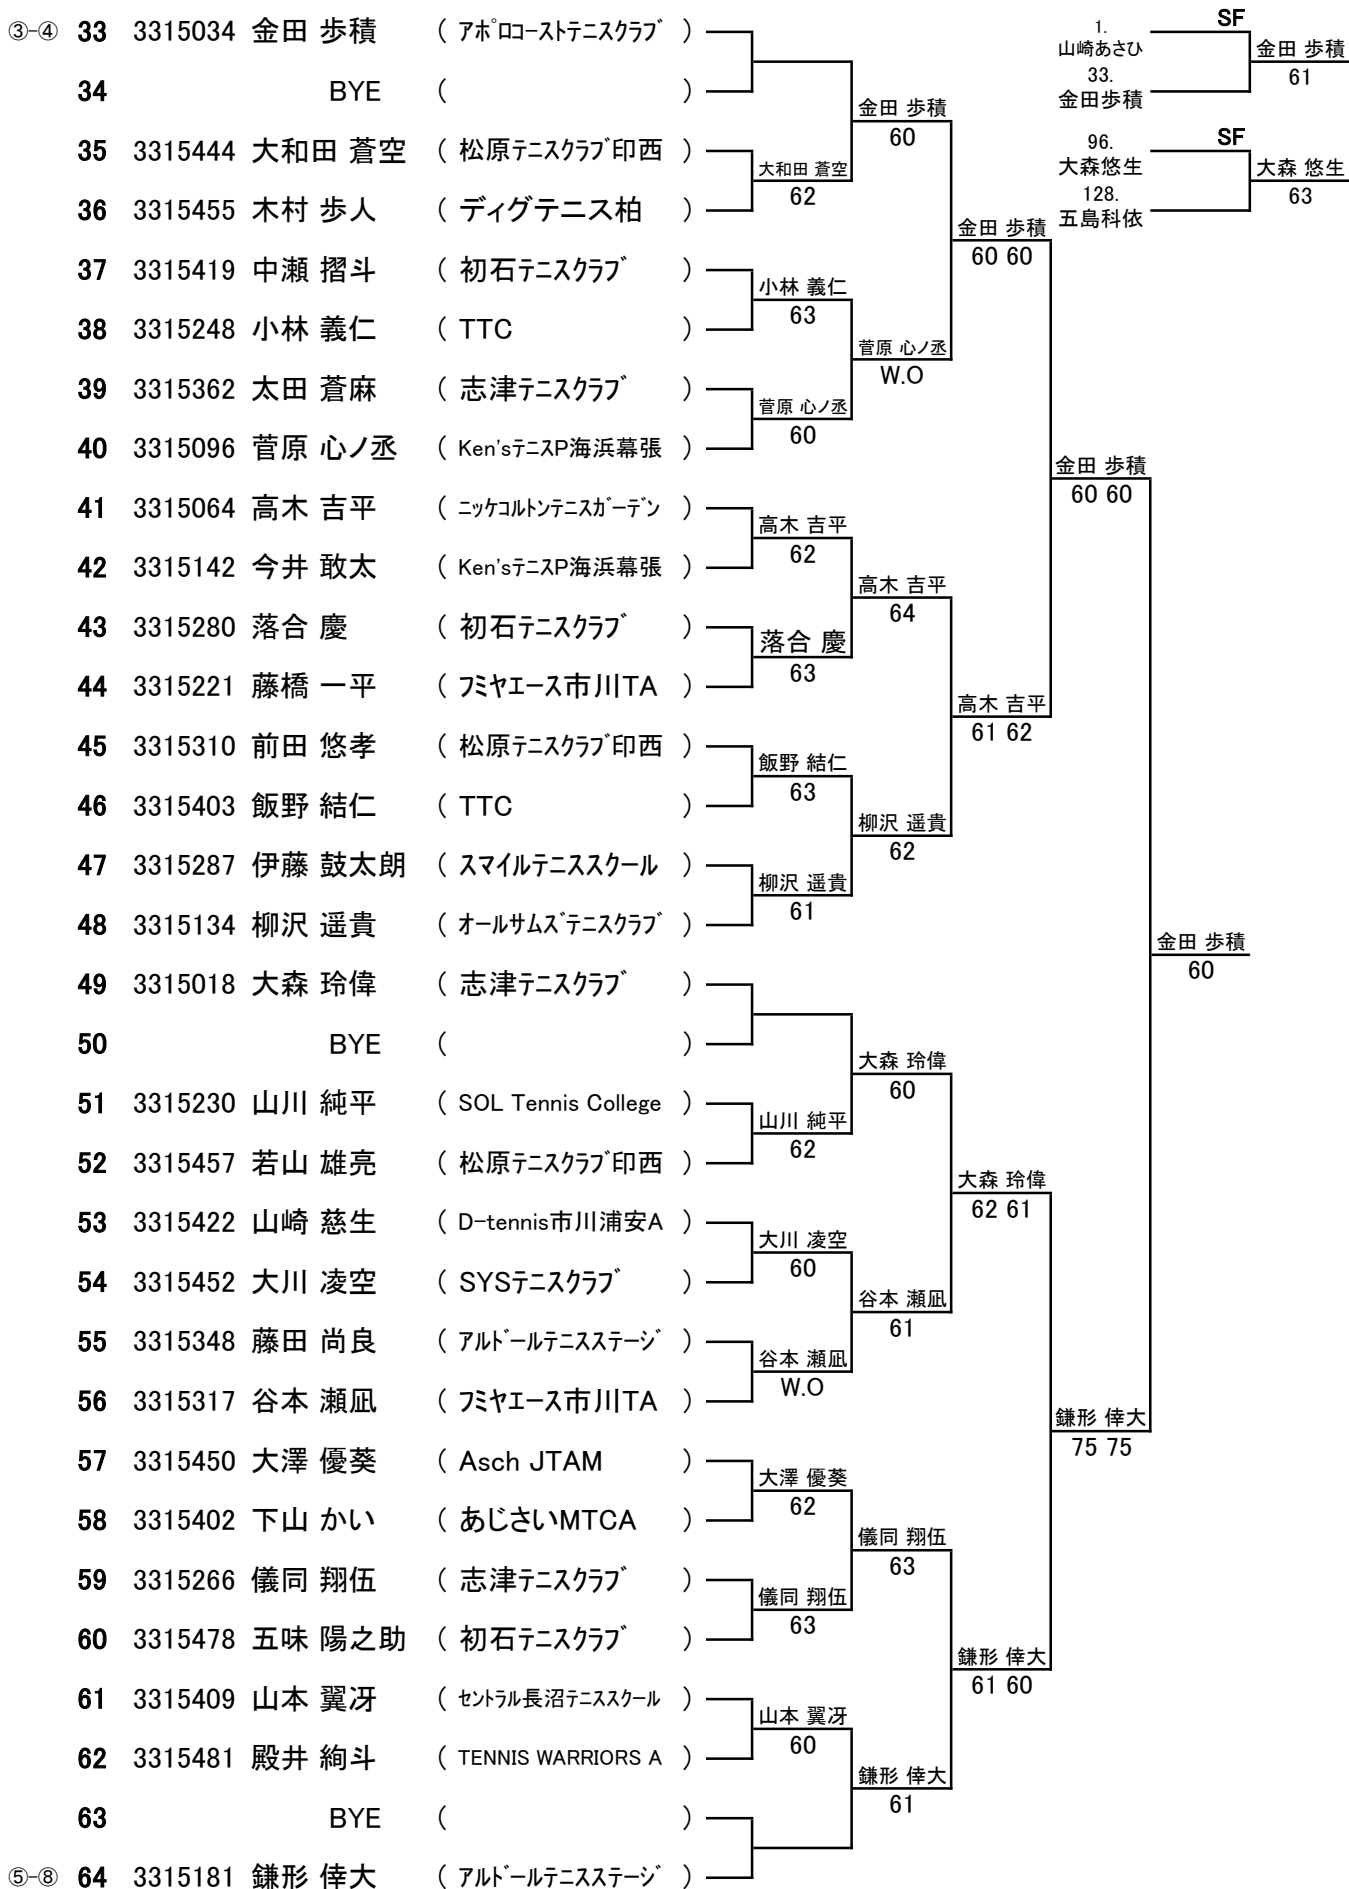 ③-④ 33 3315034 金田 歩積 ( アポロコーストテニスクラブ )
34 BYE ( )
35 3315444 大和田 蒼空 ( 松原テニスクラブ印西 )
36 3315455 木村 歩人 ( ディグテニス柏 )
37 3315419 中瀬 摺斗 ( 初石テニスクラブ )
38 3315248 小林 義仁 ( TTC )
39 3315362 太田 蒼麻 ( 志津テニスクラブ )
40 3315096 菅原 心ノ丞 ( Ken'sテニスP海浜幕張 )
41 3315064 高木 吉平 ( ニッケコルトンテニスガーデン )
42 3315142 今井 敢太 ( Ken'sテニスP海浜幕張 )
43 3315280 落合 慶 ( 初石テニスクラブ )
44 3315221 藤橋 一平 ( フミヤエース市川TA )
45 3315310 前田 悠孝 ( 松原テニスクラブ印西 )
46 3315403 飯野 結仁 ( TTC )
47 3315287 伊藤 鼓太朗 ( スマイルテニススクール )
48 3315134 柳沢 遥貴 ( オールサムズテニスクラブ )
49 3315018 大森 玲偉 ( 志津テニスクラブ )
50 BYE ( )
51 3315230 山川 純平 ( SOL Tennis College )
52 3315457 若山 雄亮 ( 松原テニスクラブ印西 )
53 3315422 山崎 慈生 ( D-tennis市川浦安A )
54 3315452 大川 凌空 ( SYSテニスクラブ )
55 3315348 藤田 尚良 ( アルドールテニスステージ )
56 3315317 谷本 瀬凪 ( フミヤエース市川TA )
57 3315450 大澤 優葵 ( Asch JTAM )
58 3315402 下山 かい ( あじさいMTCA )
59 3315266 儀同 翔伍 ( 志津テニスクラブ )
60 3315478 五味 陽之助 ( 初石テニスクラブ )
61 3315409 山本 翼冴 ( セントラル長沼テニススクール )
62 3315481 殿井 絢斗 ( TENNIS WARRIORS A )
63 BYE ( )
⑤-⑧ 64 3315181 鎌形 倖大 ( アルドールテニスステージ )
大和田 蒼空
62
小林 義仁
63
菅原 心ノ丞
60
高木 吉平
62
落合 慶
63
飯野 結仁
63
柳沢 遥貴
61
山川 純平
62
大川 凌空
60
谷本 瀬凪
W.O
大澤 優葵
62
儀同 翔伍
63
山本 翼冴
60
金田 歩積
60
菅原 心ノ丞
W.O
高木 吉平
64
柳沢 遥貴
62
大森 玲偉
60
谷本 瀬凪
61
儀同 翔伍
63
鎌形 倖大
61
金田 歩積
60 60
高木 吉平
61 62
大森 玲偉
62 61
鎌形 倖大
61 60
金田 歩積
60 60
鎌形 倖大
75 75
金田 歩積
60
1.
山崎あさひ
33.
金田歩積
SF
金田 歩積
61
96.
大森悠生
128.
五島科依
SF
大森 悠生
63